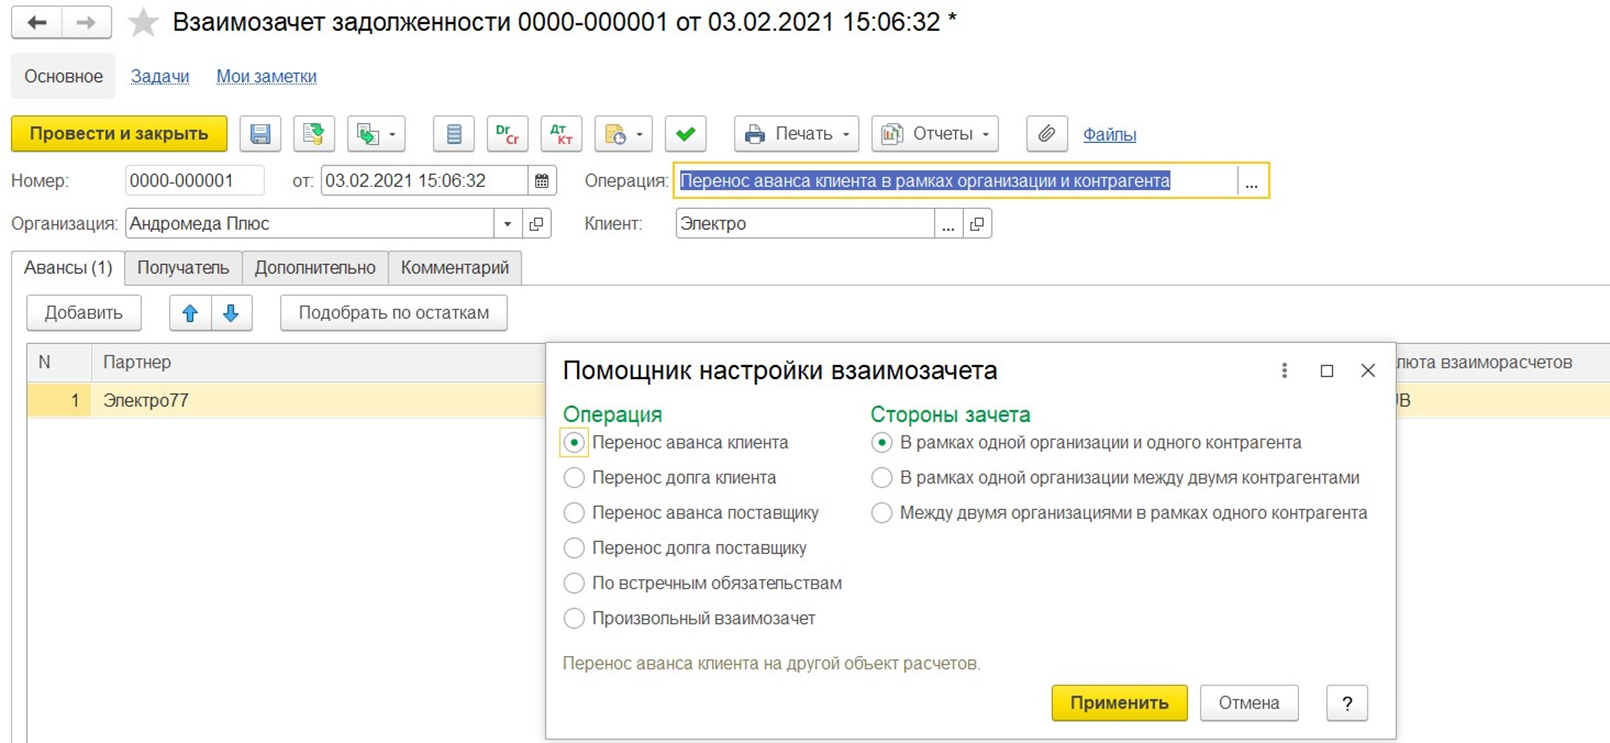 Взаимозачет задолженности 0000-000001 от 03.02.2021 15:06:32 *
Основное Задачи Мои заметки
Провести и закрыть Dr Cr Дт Кт Печать Отчеты Файлы
Номер: 0000-000001 от: 03.02.2021 15:06:32 Операция: Перенос аванса клиента в рамках организации и контрагента ...
Организация: Андромеда Плюс Клиент: Электро ...
Авансы (1) Получатель Дополнительно Комментарий
Добавить Подобрать по остаткам
N Партнер люта взаиморасчетов
1 Электро77 В
Помощник настройки взаимозачета
Операция
Перенос аванса клиента
Перенос долга клиента
Перенос аванса поставщику
Перенос долга поставщику
По встречным обязательствам
Произвольный взаимозачет
Стороны зачета
В рамках одной организации и одного контрагента
В рамках одной организации между двумя контрагентами
Между двумя организациями в рамках одного контрагента
Перенос аванса клиента на другой объект расчетов.
Применить Отмена ?